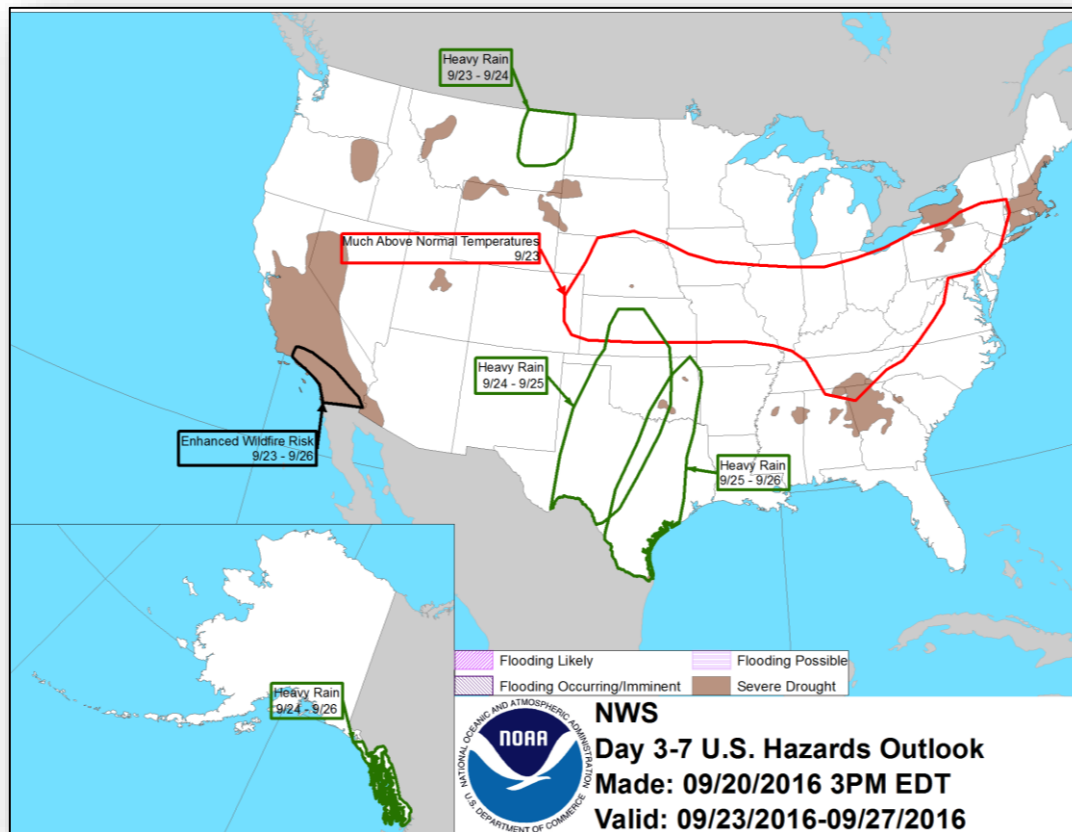 Heavy Rain
9/23 - 9/24
Much Above Normal Temperatures
9/23
Heavy Rain
9/24 - 9/25
Enhanced Wildfire Risk
9/23 - 9/26
Heavy Rain
9/25 - 9/26
Heavy Rain
9/24 - 9/26
Flooding Likely
Flooding Possible
Flooding Occurring/Imminent
Severe Drought
NATIONAL OCEANIC AND ATMOSPHERIC ADMINISTRATION
NOAA
U.S. DEPARTMENT OF COMMERCE
NWS
Day 3-7 U.S. Hazards Outlook
Made: 09/20/2016 3PM EDT
Valid: 09/23/2016-09/27/2016